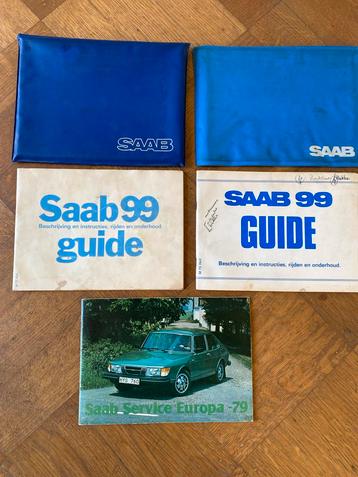 SAAB
SAAB
Saab 99
guide
Beschrijving en instructies, rijden en onderhoud.
SAAB 99
GUIDE
Beschrijving en instructies, rijden en onderhoud.
Saab Service Europa -79